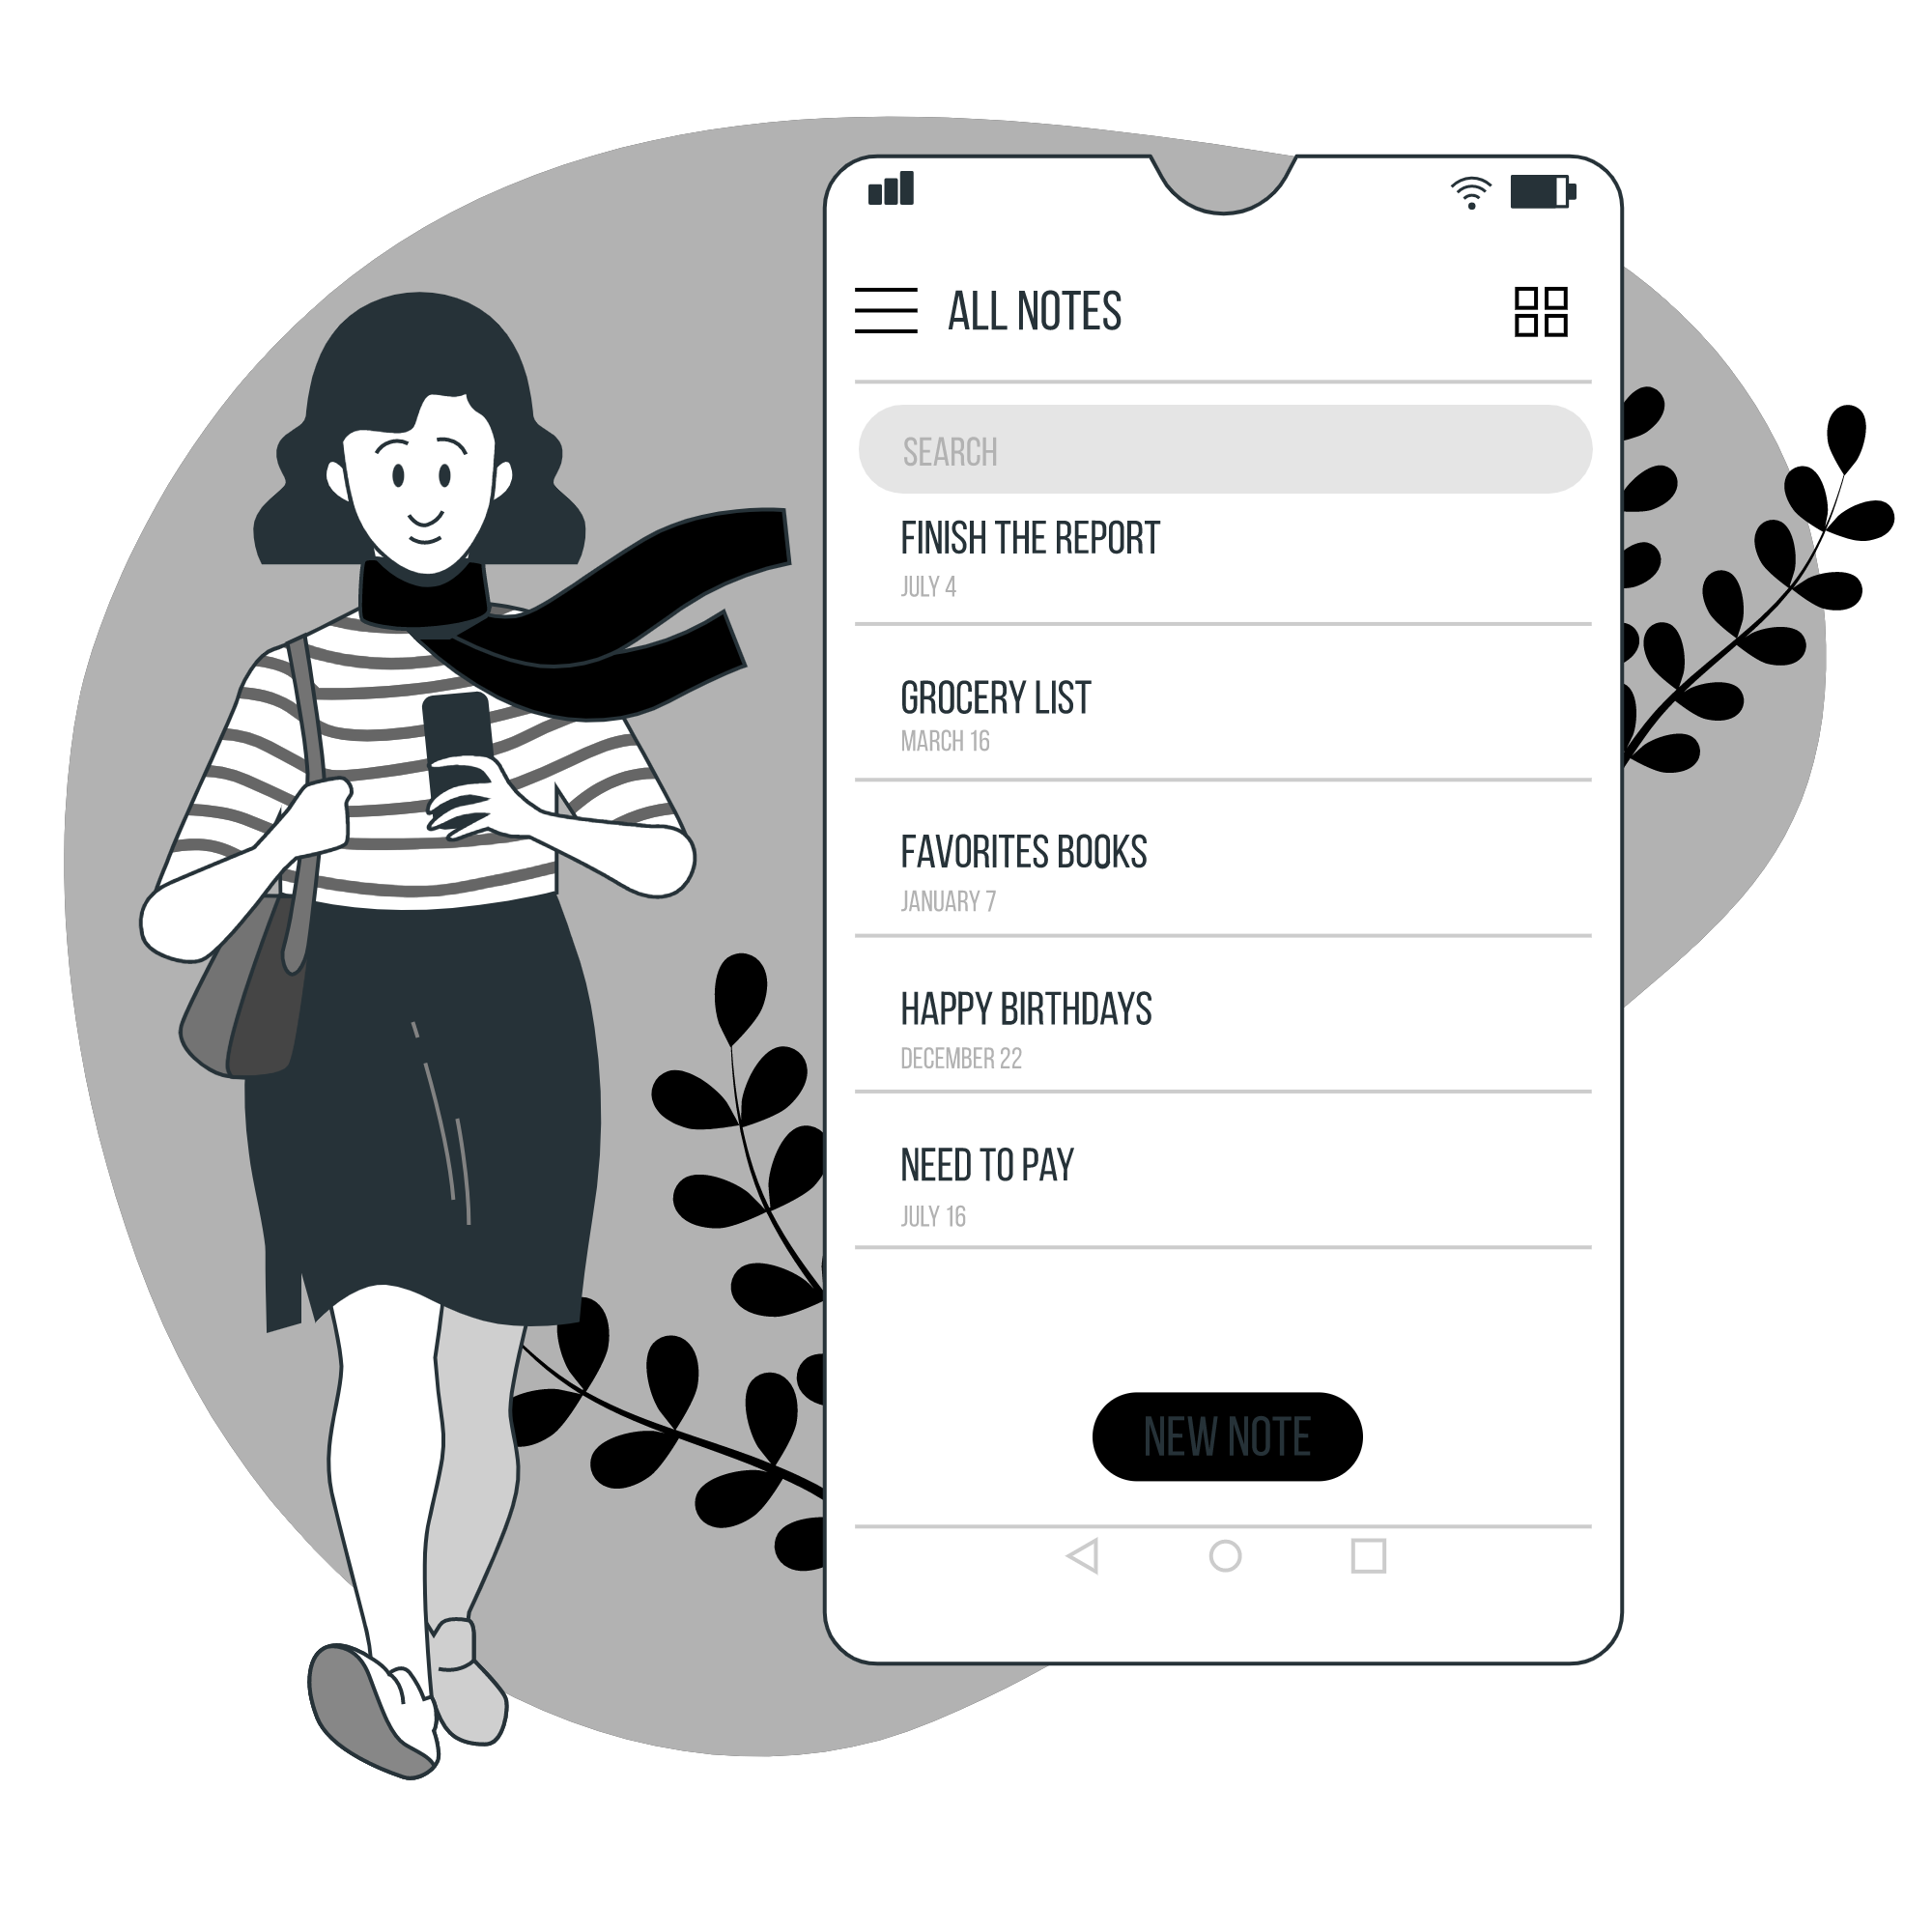 ALL NOTES
SEARCH
FINISH THE REPORT
JULY 4
GROCERY LIST
MARCH 16
FAVORITES BOOKS
JANUARY 7
HAPPY BIRTHDAYS
DECEMBER 22
NEED TO PAY
JULY 16
NEW NOTE